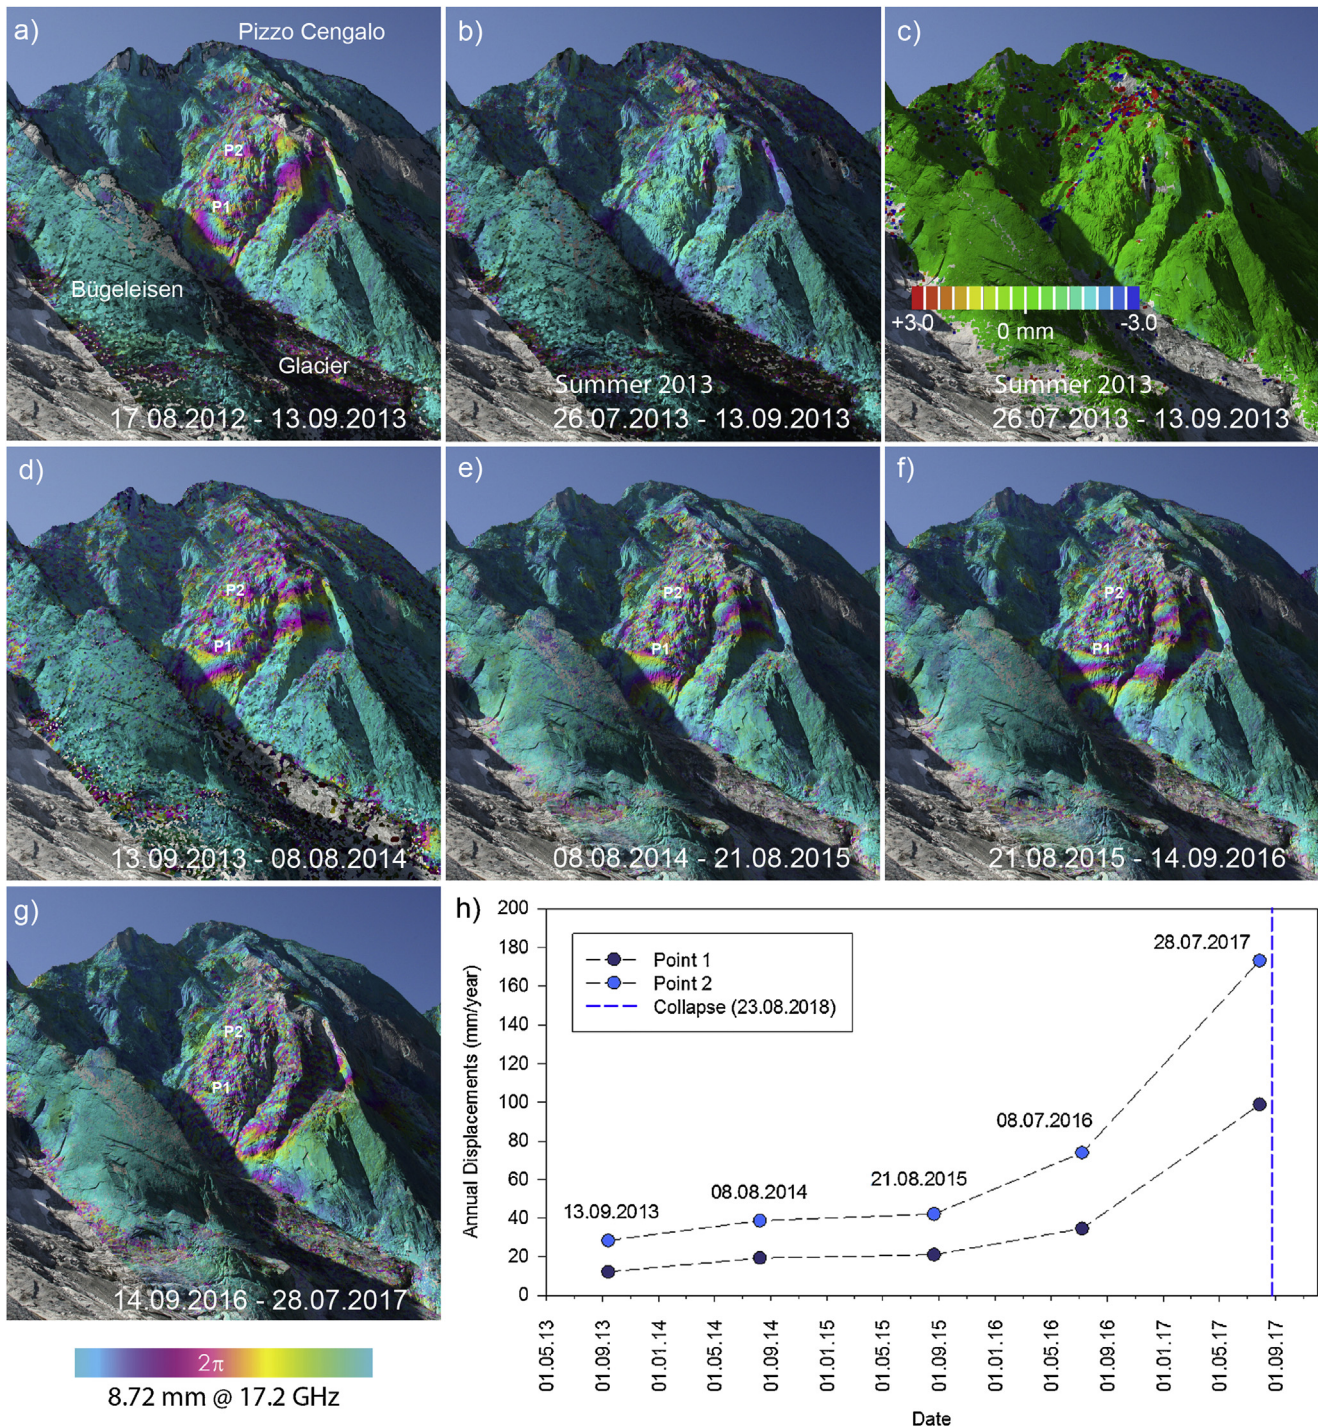 a)
Pizzo Cengalo
P2
P1
Bügeleisen
Glacier
17.08.2012 - 13.09.2013
b)
Summer 2013
26.07.2013 - 13.09.2013
c)
+3.0
0 mm
-3.0
Summer 2013
26.07.2013 - 13.09.2013
d)
P2
P1
13.09.2013 - 08.08.2014
e)
P2
P1
08.08.2014 - 21.08.2015
f)
P2
P1
21.08.2015 - 14.09.2016
g)
P2
P1
14.09.2016 - 28.07.2017
2π
8.72 mm @ 17.2 GHz
h)
Annual Displacements (mm/year)
200
180
160
140
120
100
80
60
40
20
0
Point 1
Point 2
Collapse (23.08.2018)
13.09.2013
08.08.2014
21.08.2015
08.07.2016
28.07.2017
01.05.13
01.09.13
01.01.14
01.05.14
01.09.14
01.01.15
01.05.15
01.09.15
01.01.16
01.05.16
01.09.16
01.01.17
01.05.17
01.09.17
Date